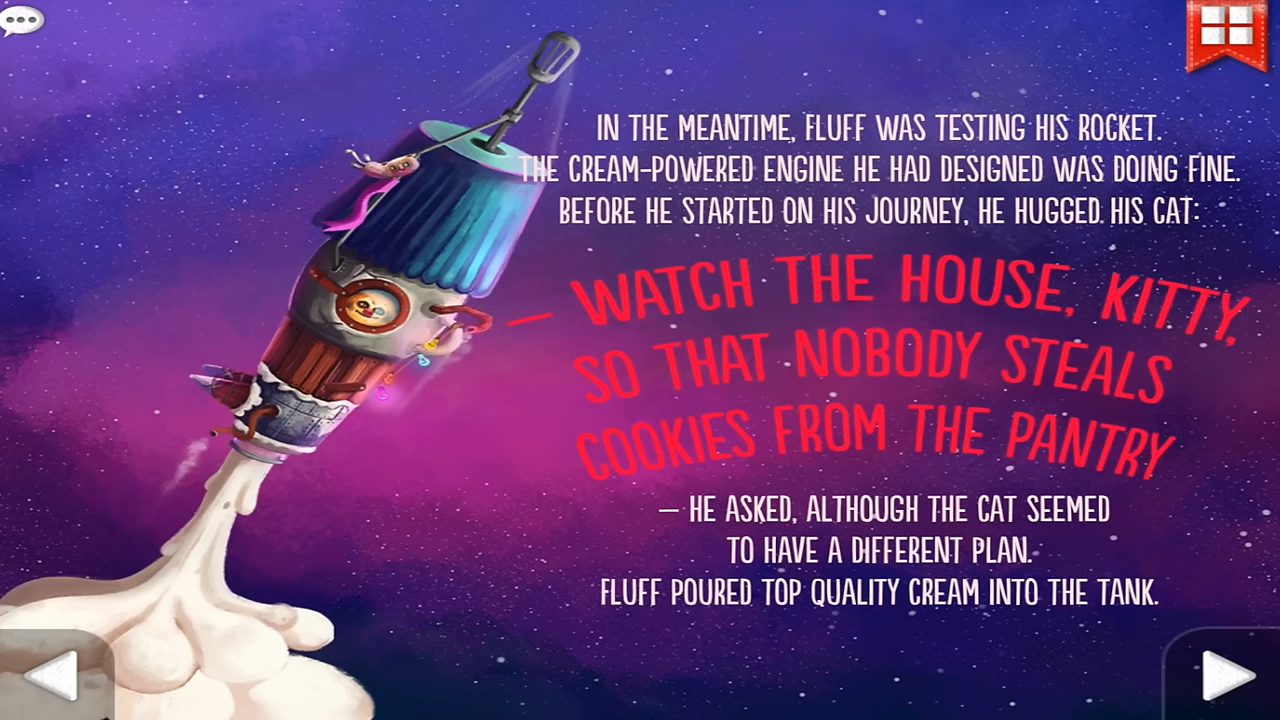 IN THE MEANTIME, FLUFF WAS TESTING HIS ROCKET.
THE CREAM-POWERED ENGINE HE HAD DESIGNED WAS DOING FINE.
BEFORE HE STARTED ON HIS JOURNEY, HE HUGGED HIS CAT:
– WATCH THE HOUSE, KITTY,
SO THAT NOBODY STEALS
COOKIES FROM THE PANTRY
– HE ASKED, ALTHOUGH THE CAT SEEMED
TO HAVE A DIFFERENT PLAN.
FLUFF POURED TOP QUALITY CREAM INTO THE TANK.